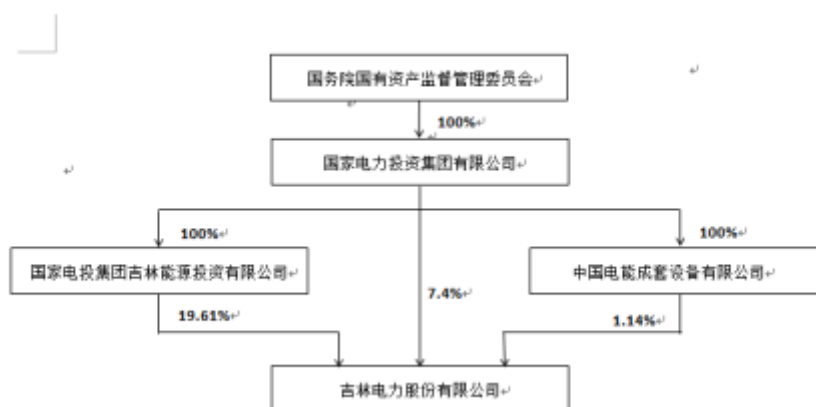 国务院国有资产监督管理委员会
100%
国家电力投资集团有限公司
100%
100%
国家电投集团吉林能源投资有限公司
中国电能成套设备有限公司
7.4%
19.61%
1.14%
吉林电力股份有限公司